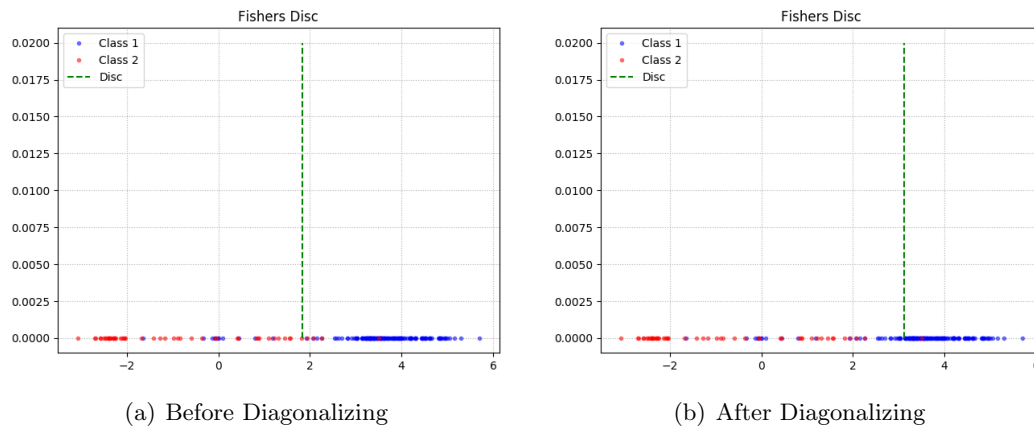 Fishers Disc
0.0200
0.0175
0.0150
0.0125
0.0100
0.0075
0.0050
0.0025
0.0000
Class 1
Class 2
Disc
−2 0 2 4 6
(a) Before Diagonalizing
Fishers Disc
0.0200
0.0175
0.0150
0.0125
0.0100
0.0075
0.0050
0.0025
0.0000
Class 1
Class 2
Disc
−2 0 2 4 6
(b) After Diagonalizing